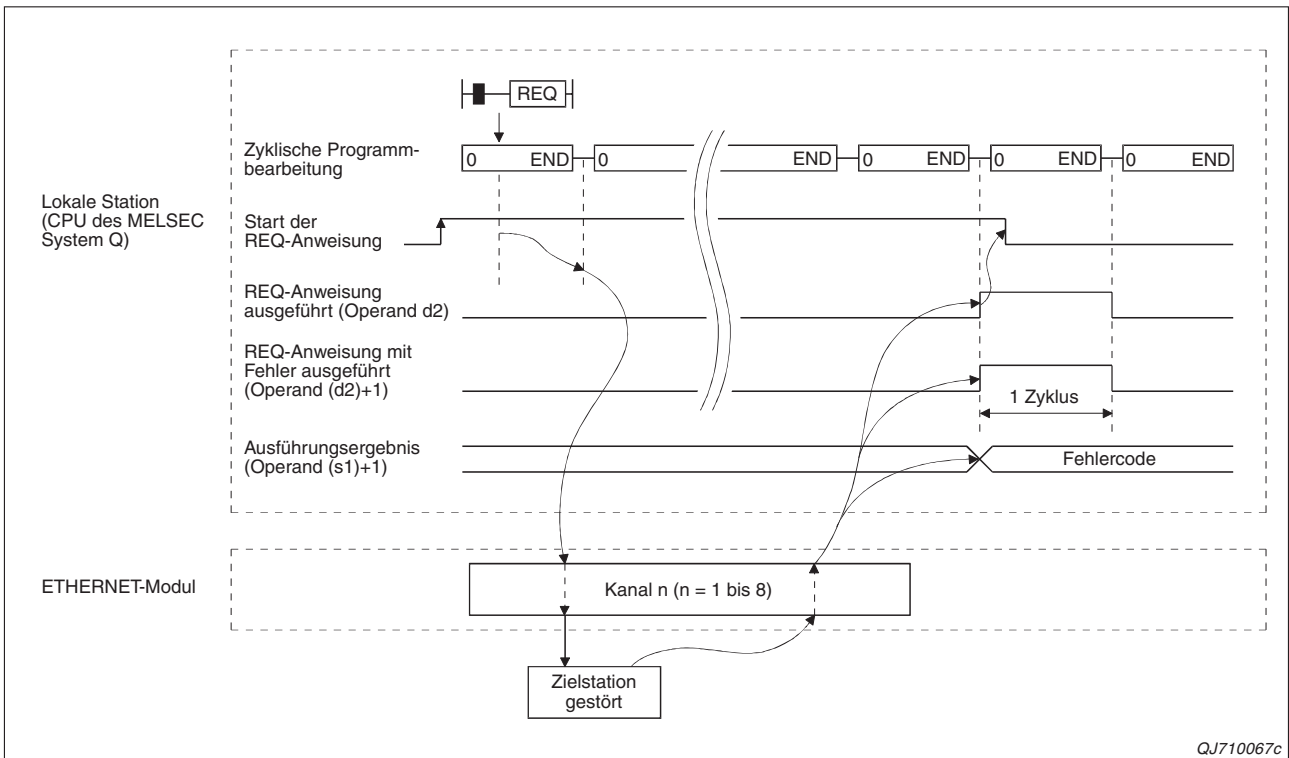 REQ
Zyklische Programm-
bearbeitung
0 END 0 END 0 END 0 END 0 END
Lokale Station
(CPU des MELSEC
System Q)
Start der
REQ-Anweisung
REQ-Anweisung
ausgeführt (Operand d2)
REQ-Anweisung mit
Fehler ausgeführt
(Operand (d2)+1)
1 Zyklus
Ausführungsergebnis
(Operand (s1)+1)
Fehlercode
ETHERNET-Modul
Kanal n (n = 1 bis 8)
Zielstation
gestört
QJ710067c